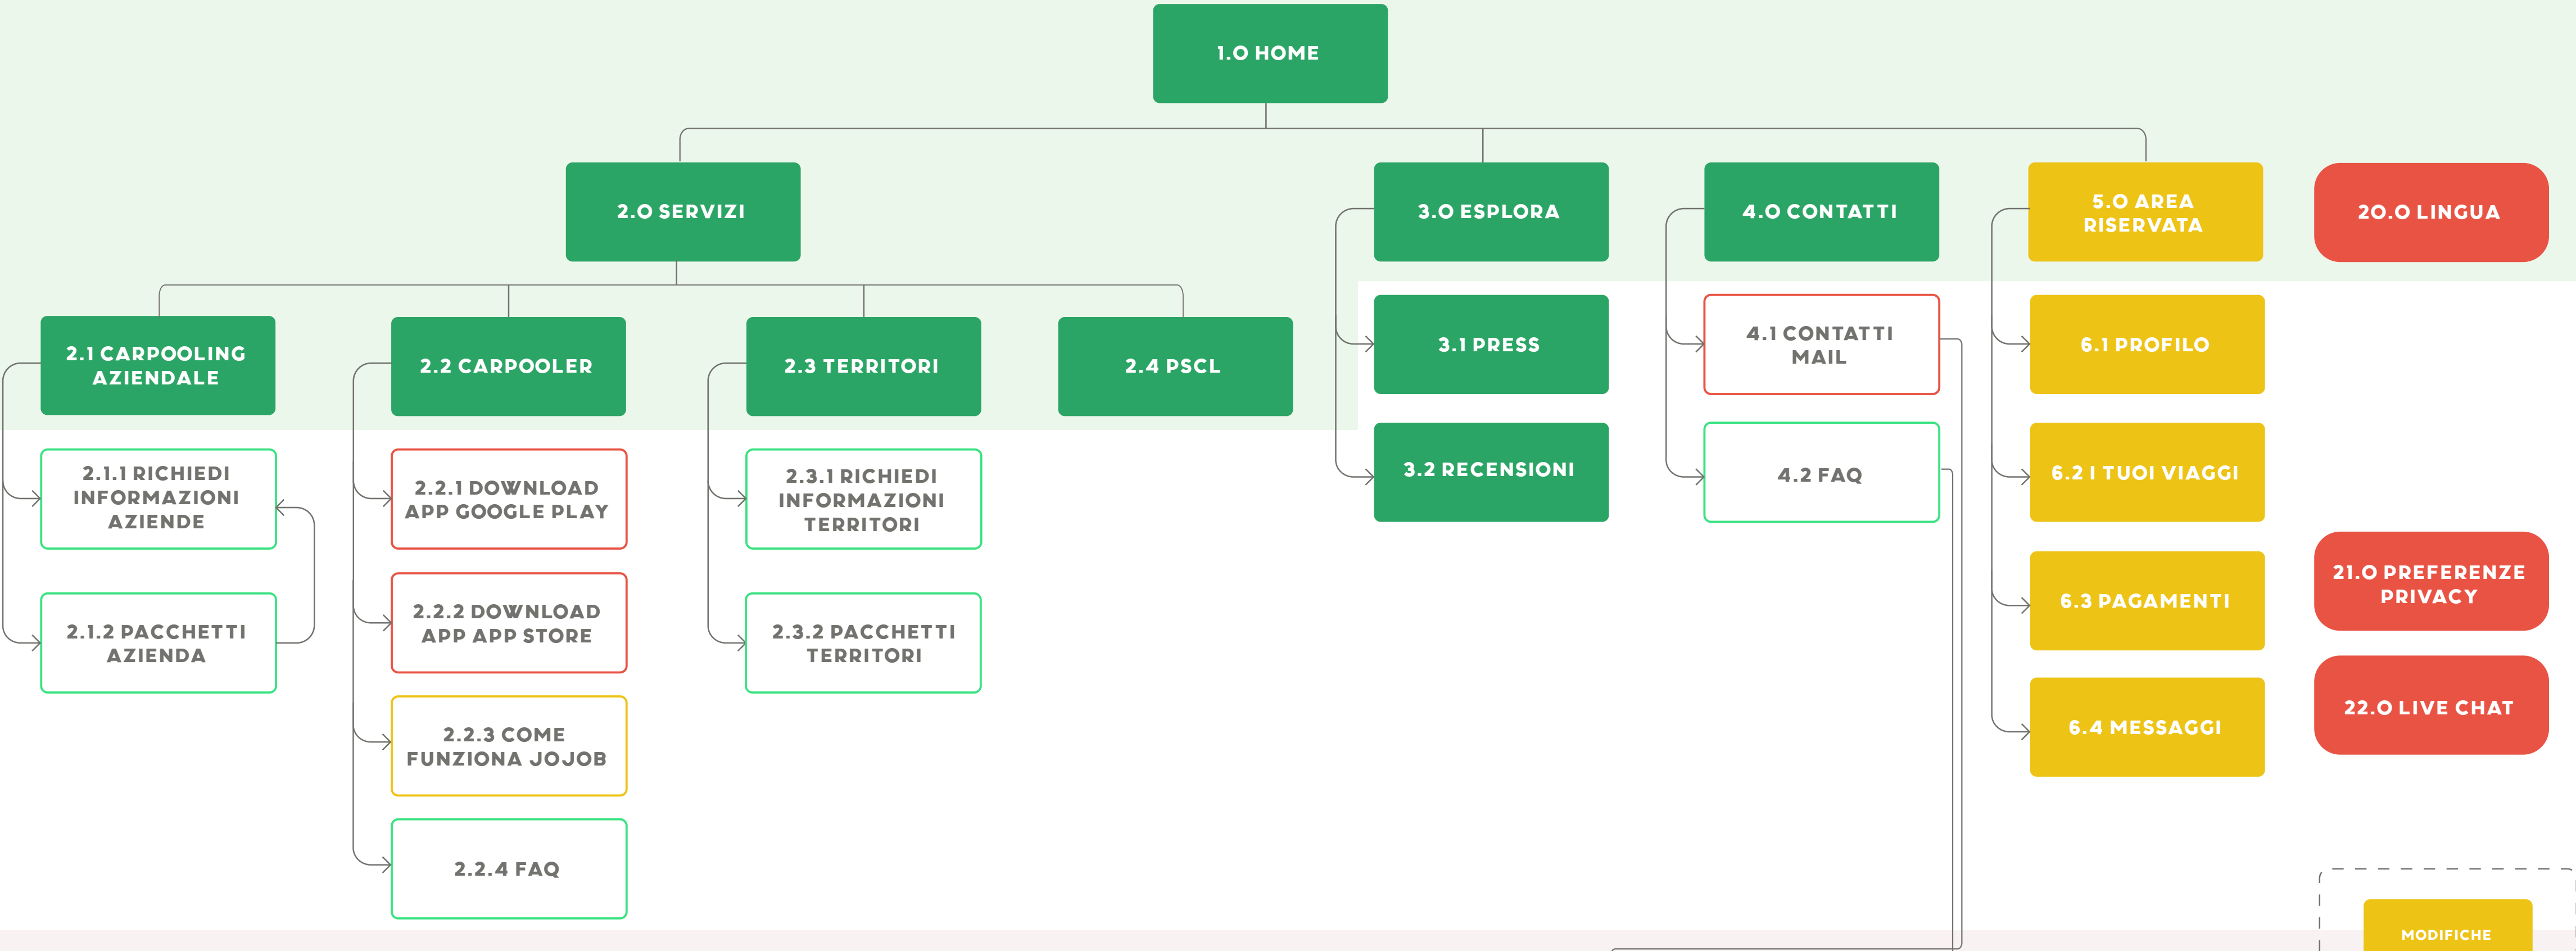 1.0 HOME
2.0 SERVIZI
3.0 ESPLORA
4.0 CONTATTI
5.0 AREA
RISERVATA
20.0 LINGUA
2.1 CARPOOLING
AZIENDALE
2.2 CARPOOLER
2.3 TERRITORI
2.4 PSCL
3.1 PRESS
4.1 CONTATTI
MAIL
6.1 PROFILO
2.1.1 RICHIEDI
INFORMAZIONI
AZIENDE
2.2.1 DOWNLOAD
APP GOOGLE PLAY
2.3.1 RICHIEDI
INFORMAZIONI
TERRITORI
3.2 RECENSIONI
4.2 FAQ
6.2 I TUOI VIAGGI
2.1.2 PACCHETTI
AZIENDA
2.2.2 DOWNLOAD
APP APP STORE
2.3.2 PACCHETTI
TERRITORI
6.3 PAGAMENTI
21.0 PREFERENZE
PRIVACY
2.2.3 COME
FUNZIONA JOJOB
6.4 MESSAGGI
22.0 LIVE CHAT
2.2.4 FAQ
MODIFICHE